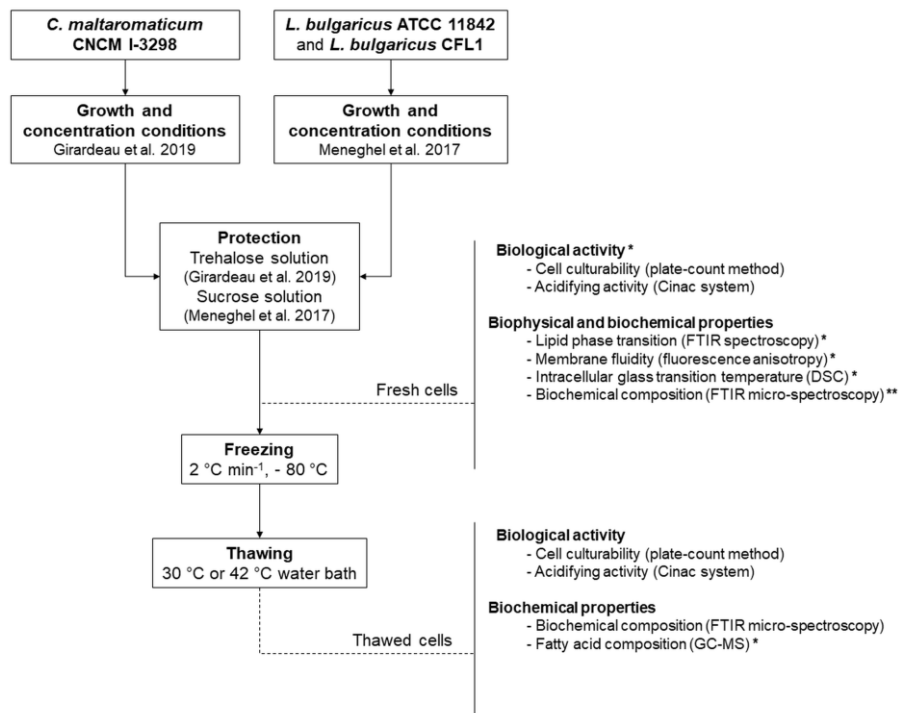 C. maltaromaticum
CNCM I-3298
L. bulgaricus ATCC 11842
and L. bulgaricus CFL1
Growth and
concentration conditions
Girardeau et al. 2019
Growth and
concentration conditions
Meneghel et al. 2017
Protection
Trehalose solution
(Girardeau et al. 2019)
Sucrose solution
(Meneghel et al. 2017)
Biological activity *
- Cell culturability (plate-count method)
- Acidifying activity (Cinac system)
Biophysical and biochemical properties
- Lipid phase transition (FTIR spectroscopy) *
- Membrane fluidity (fluorescence anisotropy) *
- Intracellular glass transition temperature (DSC) *
- Biochemical composition (FTIR micro-spectroscopy) **
Fresh cells
Freezing
2 °C min⁻¹, - 80 °C
Thawing
30 °C or 42 °C water bath
Biological activity
- Cell culturability (plate-count method)
- Acidifying activity (Cinac system)
Biochemical properties
- Biochemical composition (FTIR micro-spectroscopy)
- Fatty acid composition (GC-MS) *
Thawed cells